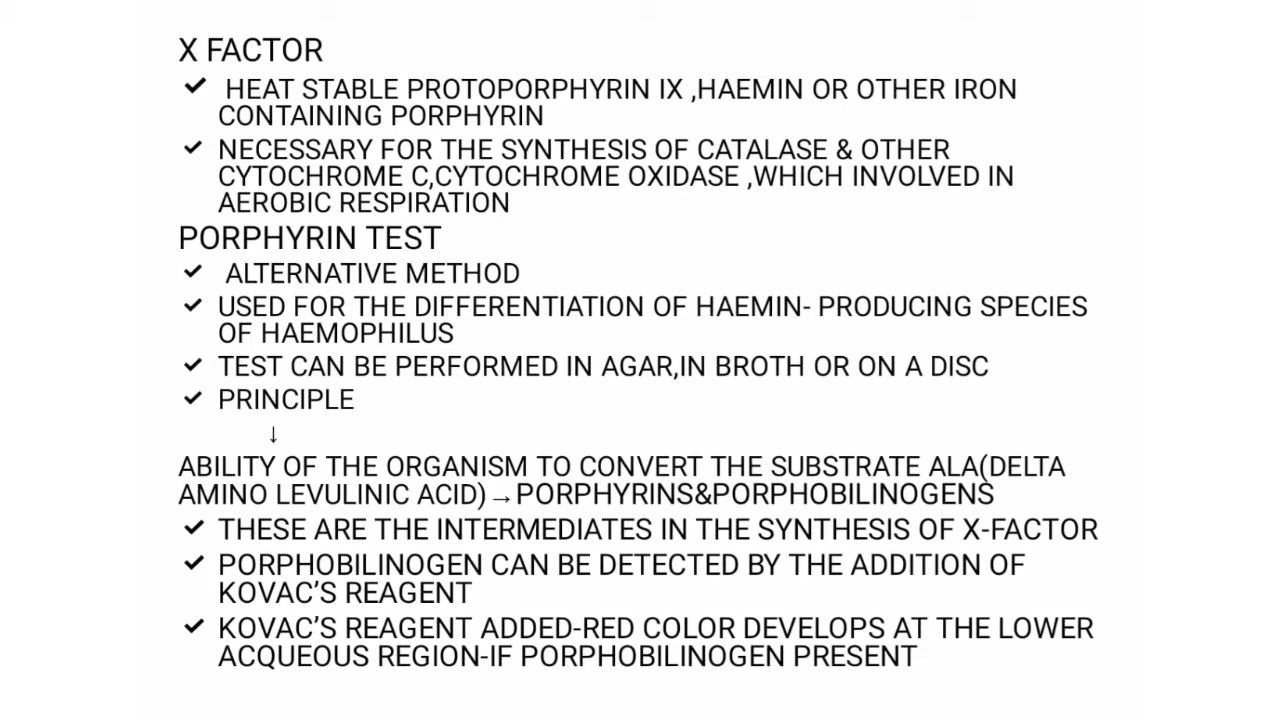 X FACTOR
✓ HEAT STABLE PROTOPORPHYRIN IX ,HAEMIN OR OTHER IRON
CONTAINING PORPHYRIN
✓ NECESSARY FOR THE SYNTHESIS OF CATALASE & OTHER
CYTOCHROME C,CYTOCHROME OXIDASE ,WHICH INVOLVED IN
AEROBIC RESPIRATION
PORPHYRIN TEST
✓ ALTERNATIVE METHOD
✓ USED FOR THE DIFFERENTIATION OF HAEMIN- PRODUCING SPECIES
OF HAEMOPHILUS
✓ TEST CAN BE PERFORMED IN AGAR,IN BROTH OR ON A DISC
✓ PRINCIPLE
↓
ABILITY OF THE ORGANISM TO CONVERT THE SUBSTRATE ALA(DELTA
AMINO LEVULINIC ACID)→PORPHYRINS&PORPHOBILINOGENS
✓ THESE ARE THE INTERMEDIATES IN THE SYNTHESIS OF X-FACTOR
✓ PORPHOBILINOGEN CAN BE DETECTED BY THE ADDITION OF
KOVAC’S REAGENT
✓ KOVAC’S REAGENT ADDED-RED COLOR DEVELOPS AT THE LOWER
ACQUEOUS REGION-IF PORPHOBILINOGEN PRESENT